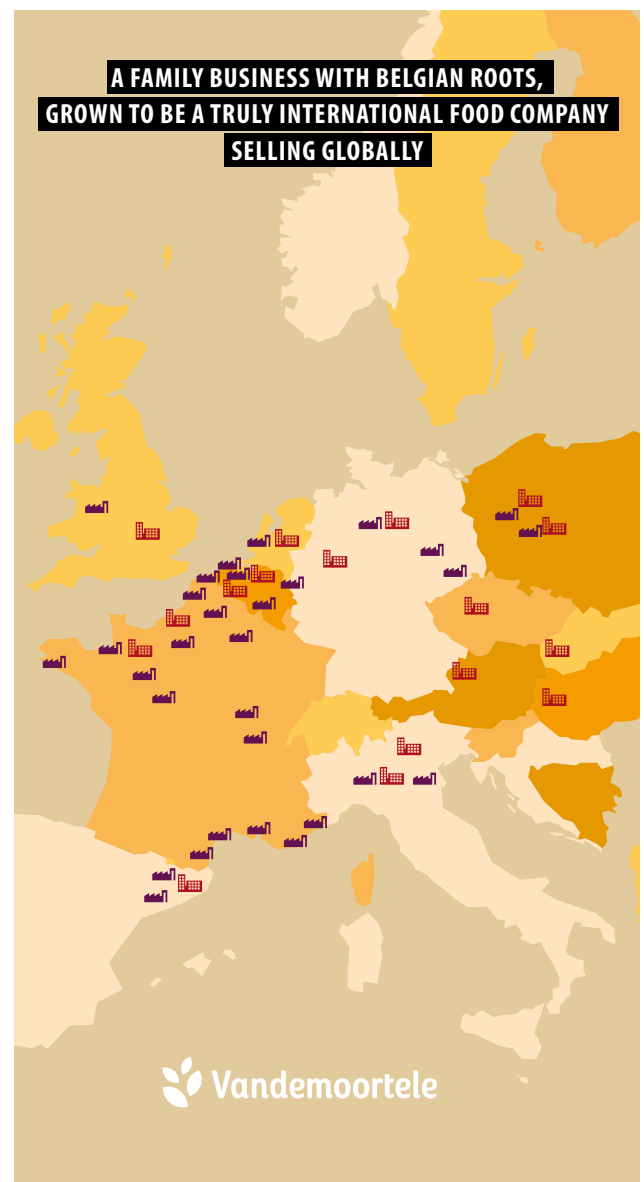 A FAMILY BUSINESS WITH BELGIAN ROOTS,
GROWN TO BE A TRULY INTERNATIONAL FOOD COMPANY
SELLING GLOBALLY
Vandemoortele